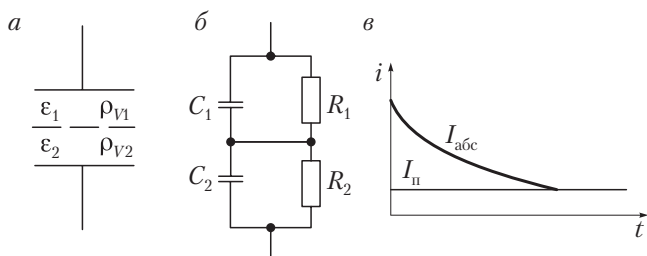 а
б
в
ε₁ ρV1
ε₂ ρV2
C₁
R₁
C₂
R₂
i
Iабс
Iп
t